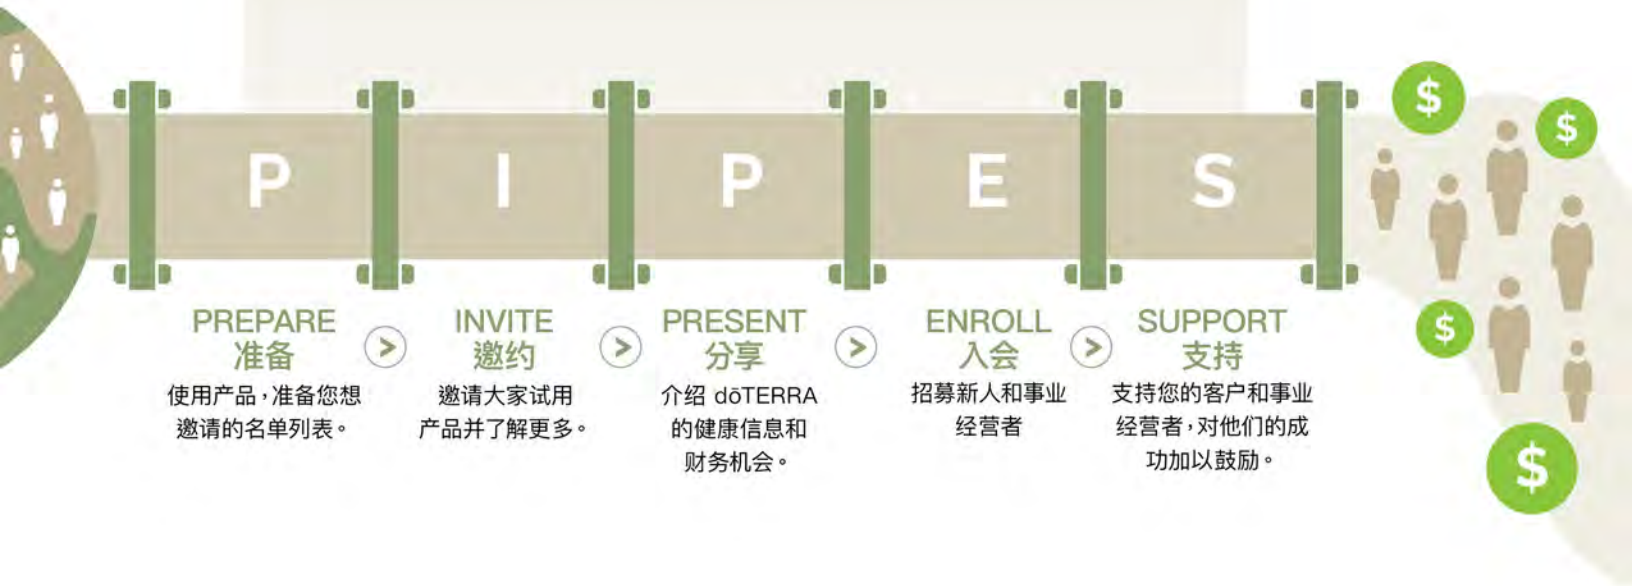 $
$
P I P E S
PREPARE
准备
使用产品，准备您想
邀请的名单列表。
>
INVITE
邀约
邀请大家试用
产品并了解更多。
>
PRESENT
分享
介绍 dōTERRA
的健康信息和
财务机会。
>
ENROLL
入会
招募新人和事业
经营者
>
SUPPORT
支持
支持您的客户和事业
经营者，对他们的成
功加以鼓励。
$
$